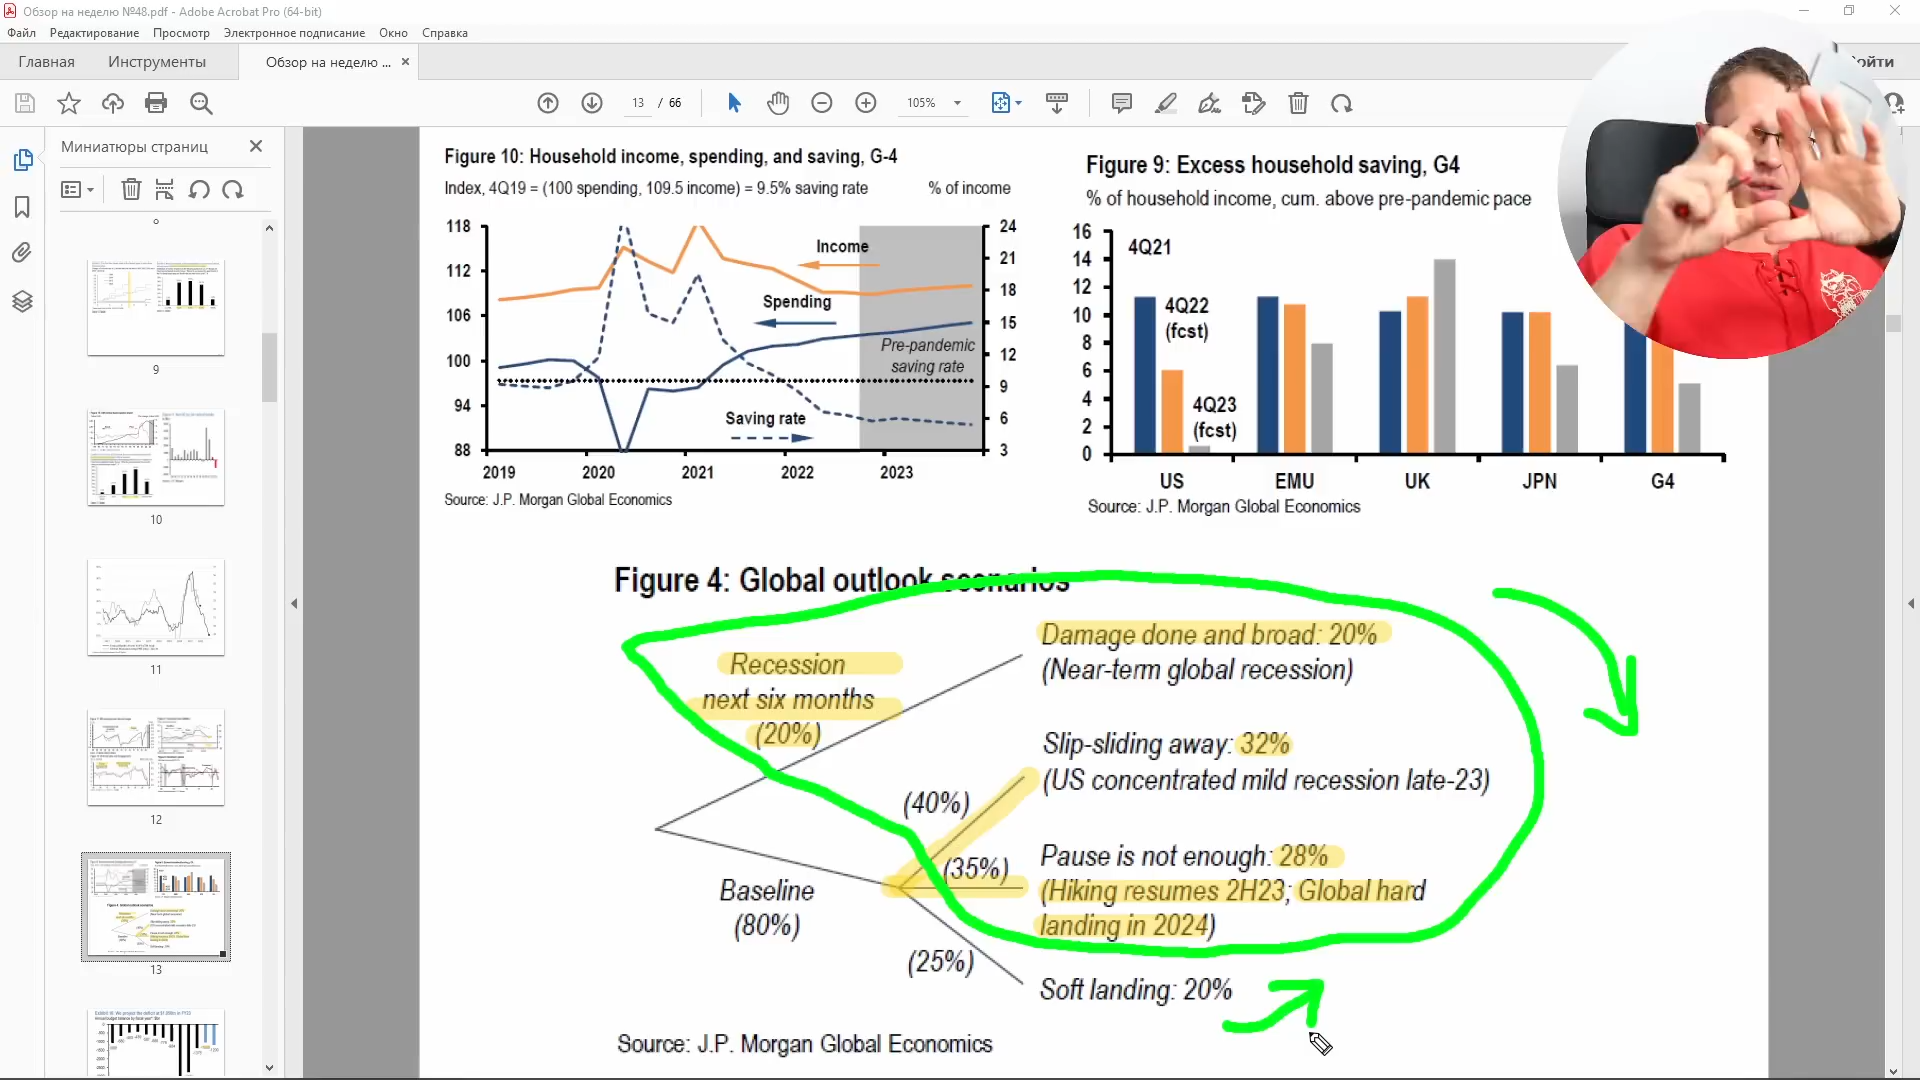 Обзор на неделю №48.pdf - Adobe Acrobat Pro (64-bit)
Файл Редактирование Просмотр Электронное подписание Окно Справка
Главная Инструменты Обзор на неделю ... ×
13 / 66
105%
Миниатюры страниц
9
10
11
12
13
Figure 10: Household income, spending, and saving, G-4
Index, 4Q19 = (100 spending, 109.5 income) = 9.5% saving rate
% of income
118
112
106
100
94
88
24
21
18
15
12
9
6
3
Income
Spending
Pre-pandemic
saving rate
Saving rate
2019 2020 2021 2022 2023
Source: J.P. Morgan Global Economics
Figure 9: Excess household saving, G4
% of household income, cum. above pre-pandemic pace
16
14
12
10
8
6
4
2
0
4Q21
4Q22
(fcst)
4Q23
(fcst)
US EMU UK JPN G4
Source: J.P. Morgan Global Economics
Figure 4: Global outlook scenarios
Recession
next six months
(20%)
Damage done and broad: 20%
(Near-term global recession)
Slip-sliding away: 32%
(US concentrated mild recession late-23)
(40%)
Pause is not enough: 28%
(35%)
(Hiking resumes 2H23; Global hard
landing in 2024)
Baseline
(80%)
(25%)
Soft landing: 20%
Source: J.P. Morgan Global Economics